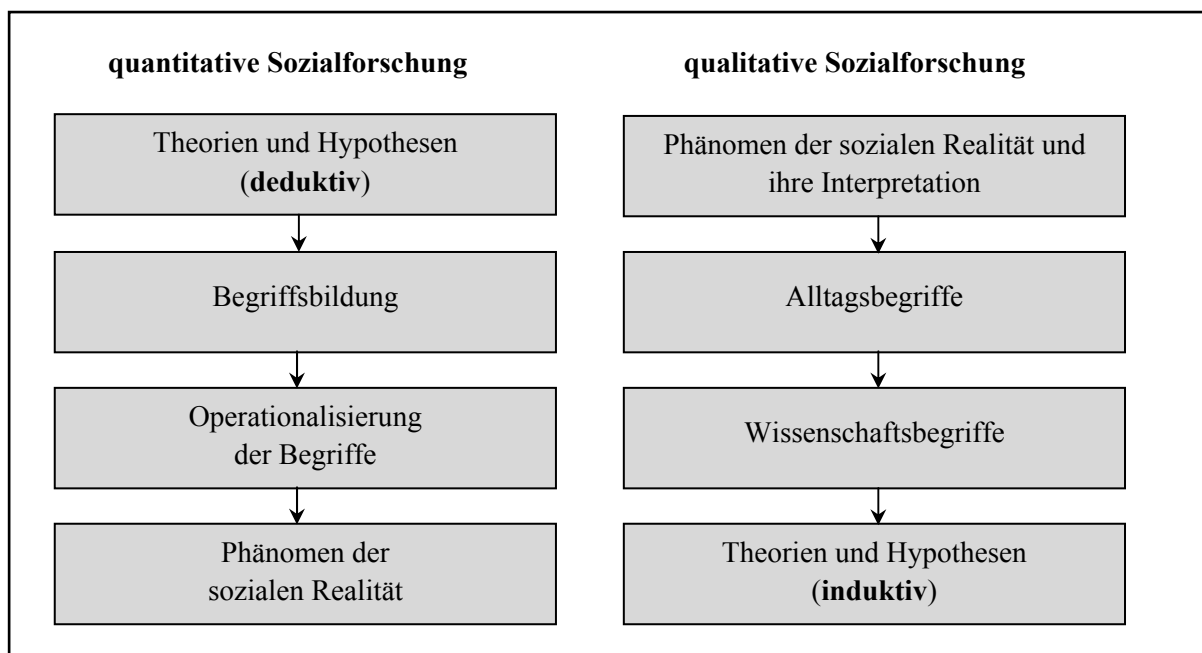 quantitative Sozialforschung
Theorien und Hypothesen
(deduktiv)
Begriffsbildung
Operationalisierung
der Begriffe
Phänomen der
sozialen Realität
qualitative Sozialforschung
Phänomen der sozialen Realität und
ihre Interpretation
Alltagsbegriffe
Wissenschaftsbegriffe
Theorien und Hypothesen
(induktiv)